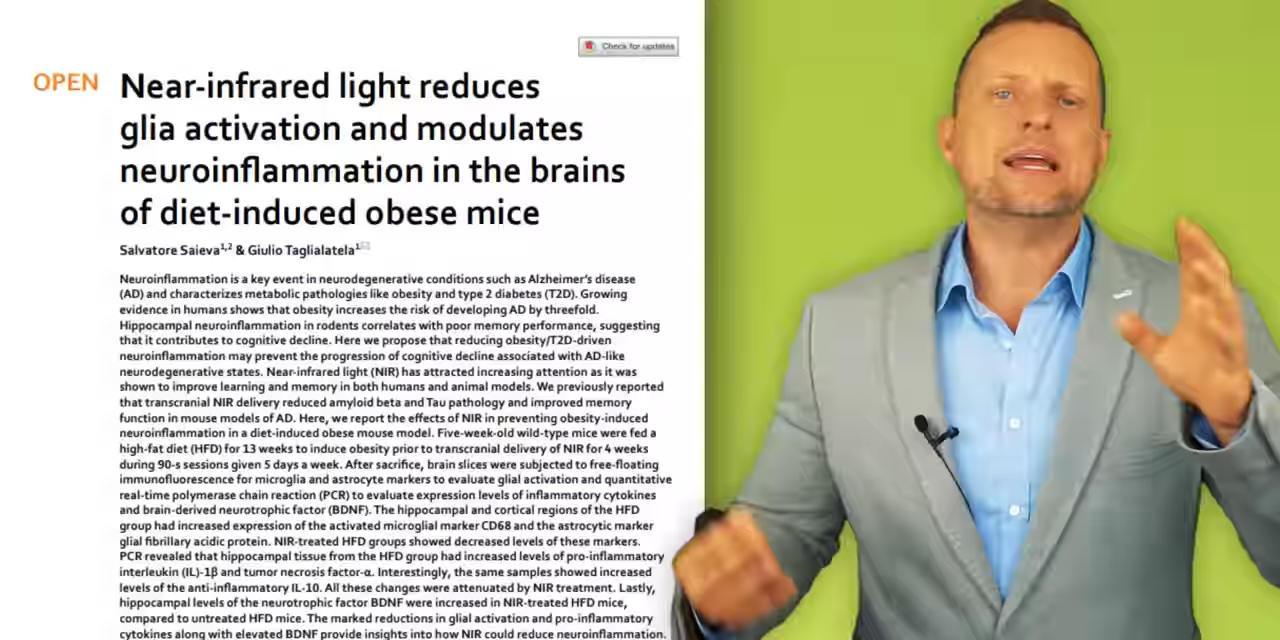 Check for updates
OPEN
Near-infrared light reduces
glia activation and modulates
neuroinflammation in the brains
of diet-induced obese mice
Salvatore Saieva1,2 & Giulio Taglialatela1
Neuroinflammation is a key event in neurodegenerative conditions such as Alzheimer's disease
(AD) and characterizes metabolic pathologies like obesity and type 2 diabetes (T2D). Growing
evidence in humans shows that obesity increases the risk of developing AD by threefold.
Hippocampal neuroinflammation in rodents correlates with poor memory performance, suggesting
that it contributes to cognitive decline. Here we propose that reducing obesity/T2D-driven
neuroinflammation may prevent the progression of cognitive decline associated with AD-like
neurodegenerative states. Near-infrared light (NIR) has attracted increasing attention as it was
shown to improve learning and memory in both humans and animal models. We previously reported
that transcranial NIR delivery reduced amyloid beta and Tau pathology and improved memory
function in mouse models of AD. Here, we report the effects of NIR in preventing obesity-induced
neuroinflammation in a diet-induced obese mouse model. Five-week-old wild-type mice were fed a
high-fat diet (HFD) for 13 weeks to induce obesity prior to transcranial delivery of NIR for 4 weeks
during 90-s sessions given 5 days a week. After sacrifice, brain slices were subjected to free-floating
immunofluorescence for microglia and astrocyte markers to evaluate glial activation and quantitative
real-time polymerase chain reaction (PCR) to evaluate expression levels of inflammatory cytokines
and brain-derived neurotrophic factor (BDNF). The hippocampal and cortical regions of the HFD
group had increased expression of the activated microglial marker CD68 and the astrocytic marker
glial fibrillary acidic protein. NIR-treated HFD groups showed decreased levels of these markers.
PCR revealed that hippocampal tissue from the HFD group had increased levels of pro-inflammatory
interleukin (IL)-1β and tumor necrosis factor-α. Interestingly, the same samples showed increased
levels of the anti-inflammatory IL-10. All these changes were attenuated by NIR treatment. Lastly,
hippocampal levels of the neurotrophic factor BDNF were increased in NIR-treated HFD mice,
compared to untreated HFD mice. The marked reductions in glial activation and pro-inflammatory
cytokines along with elevated BDNF provide insights into how NIR could reduce neuroinflammation.